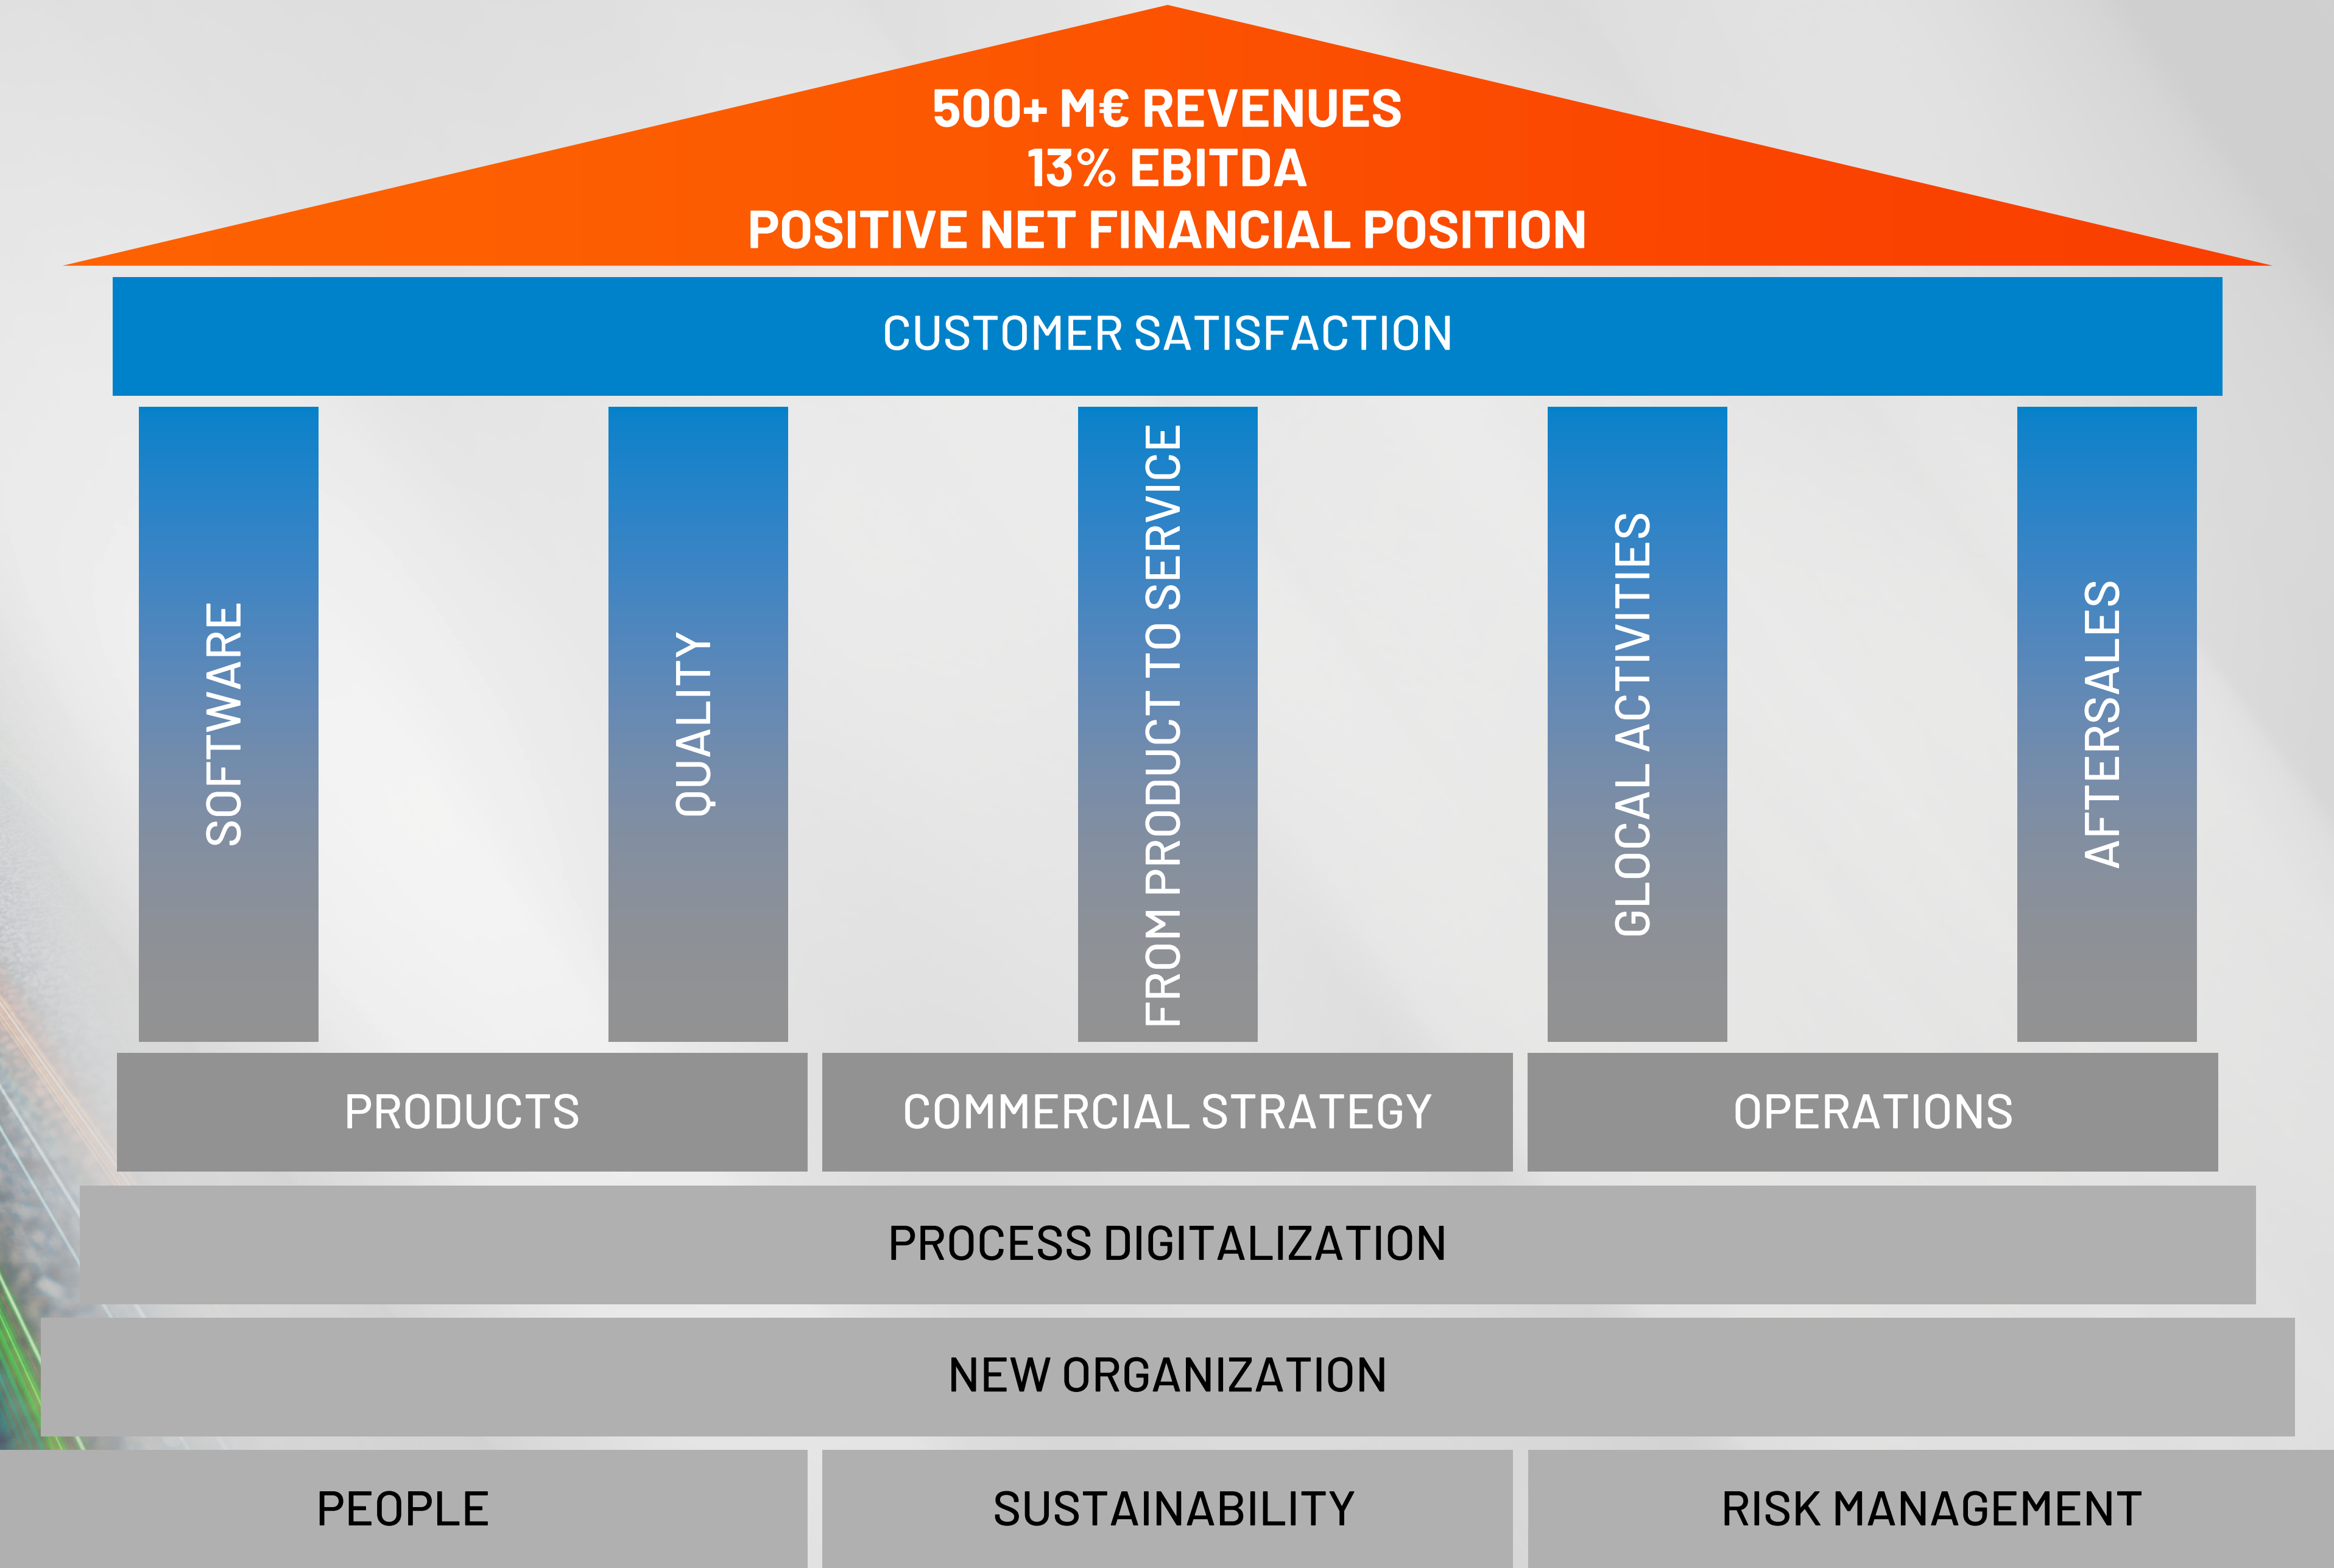 500+ M€ REVENUES
13% EBITDA
POSITIVE NET FINANCIAL POSITION
CUSTOMER SATISFACTION
SOFTWARE
QUALITY
FROM PRODUCT TO SERVICE
GLOCAL ACTIVITIES
AFTERSALES
PRODUCTS
COMMERCIAL STRATEGY
OPERATIONS
PROCESS DIGITALIZATION
NEW ORGANIZATION
PEOPLE
SUSTAINABILITY
RISK MANAGEMENT